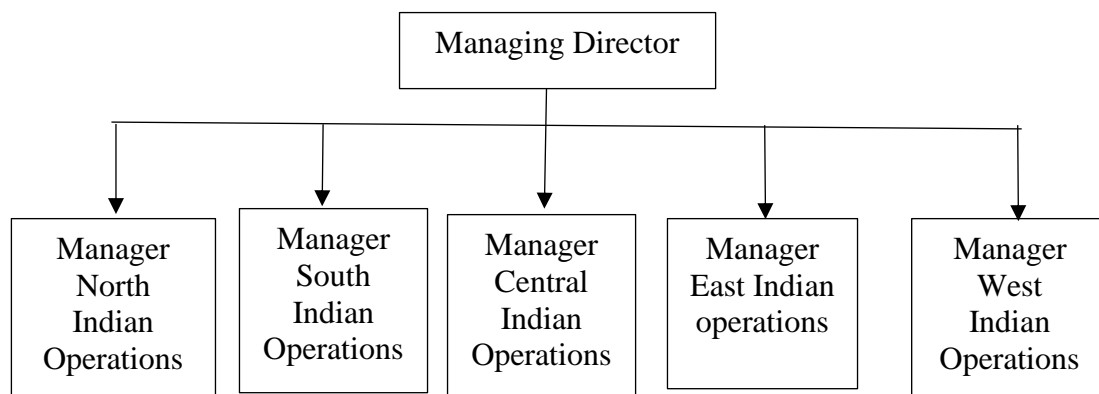 Managing Director
Manager
North
Indian
Operations
Manager
South
Indian
Operations
Manager
Central
Indian
Operations
Manager
East Indian
operations
Manager
West
Indian
Operations